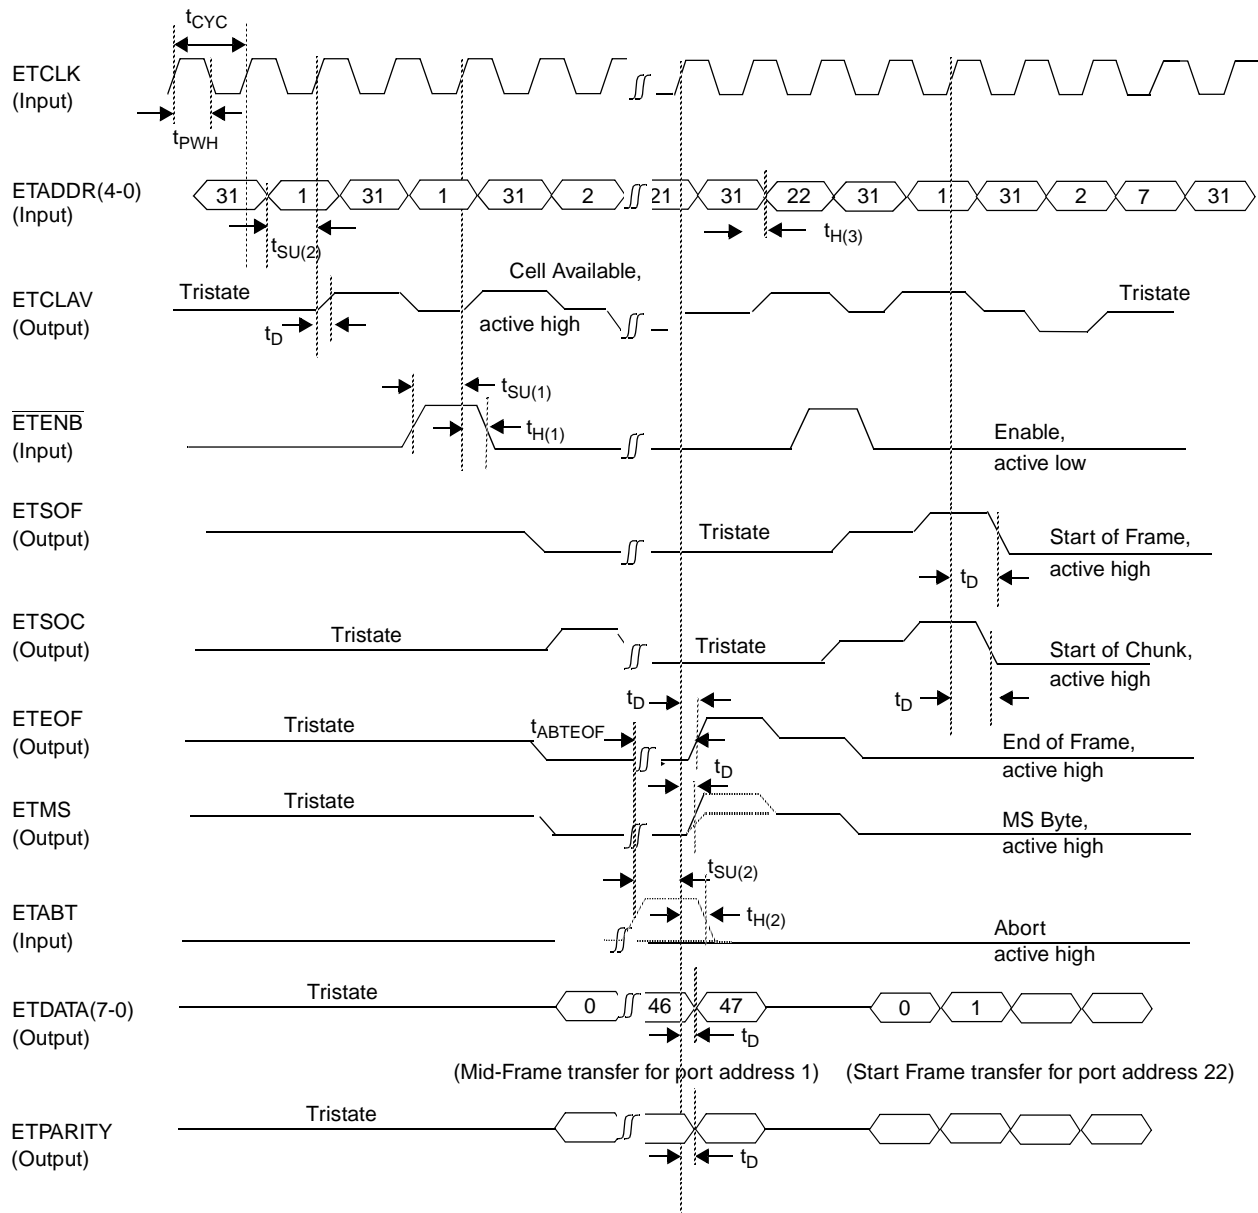 tCYC
ETCLK
(Input)
tPWH
ETADDR(4-0)
(Input)
31 1 31 1 31 2 21 31 22 31 1 31 2 7 31
tSU(2)
tH(3)
ETCLAV
(Output)
Tristate
Cell Available,
active high
Tristate
tD
ETENB
(Input)
tSU(1)
tH(1)
Enable,
active low
ETSOF
(Output)
Tristate
Start of Frame,
active high
tD
ETSOC
(Output)
Tristate
Tristate
Start of Chunk,
active high
tD
tD
ETEOF
(Output)
Tristate
tABTEOF
End of Frame,
active high
tD
ETMS
(Output)
Tristate
MS Byte,
active high
tSU(2)
ETABT
(Input)
tH(2)
Abort
active high
ETDATA(7-0)
(Output)
Tristate
0 46 47 0 1
tD
(Mid-Frame transfer for port address 1) (Start Frame transfer for port address 22)
ETPARITY
(Output)
Tristate
tD